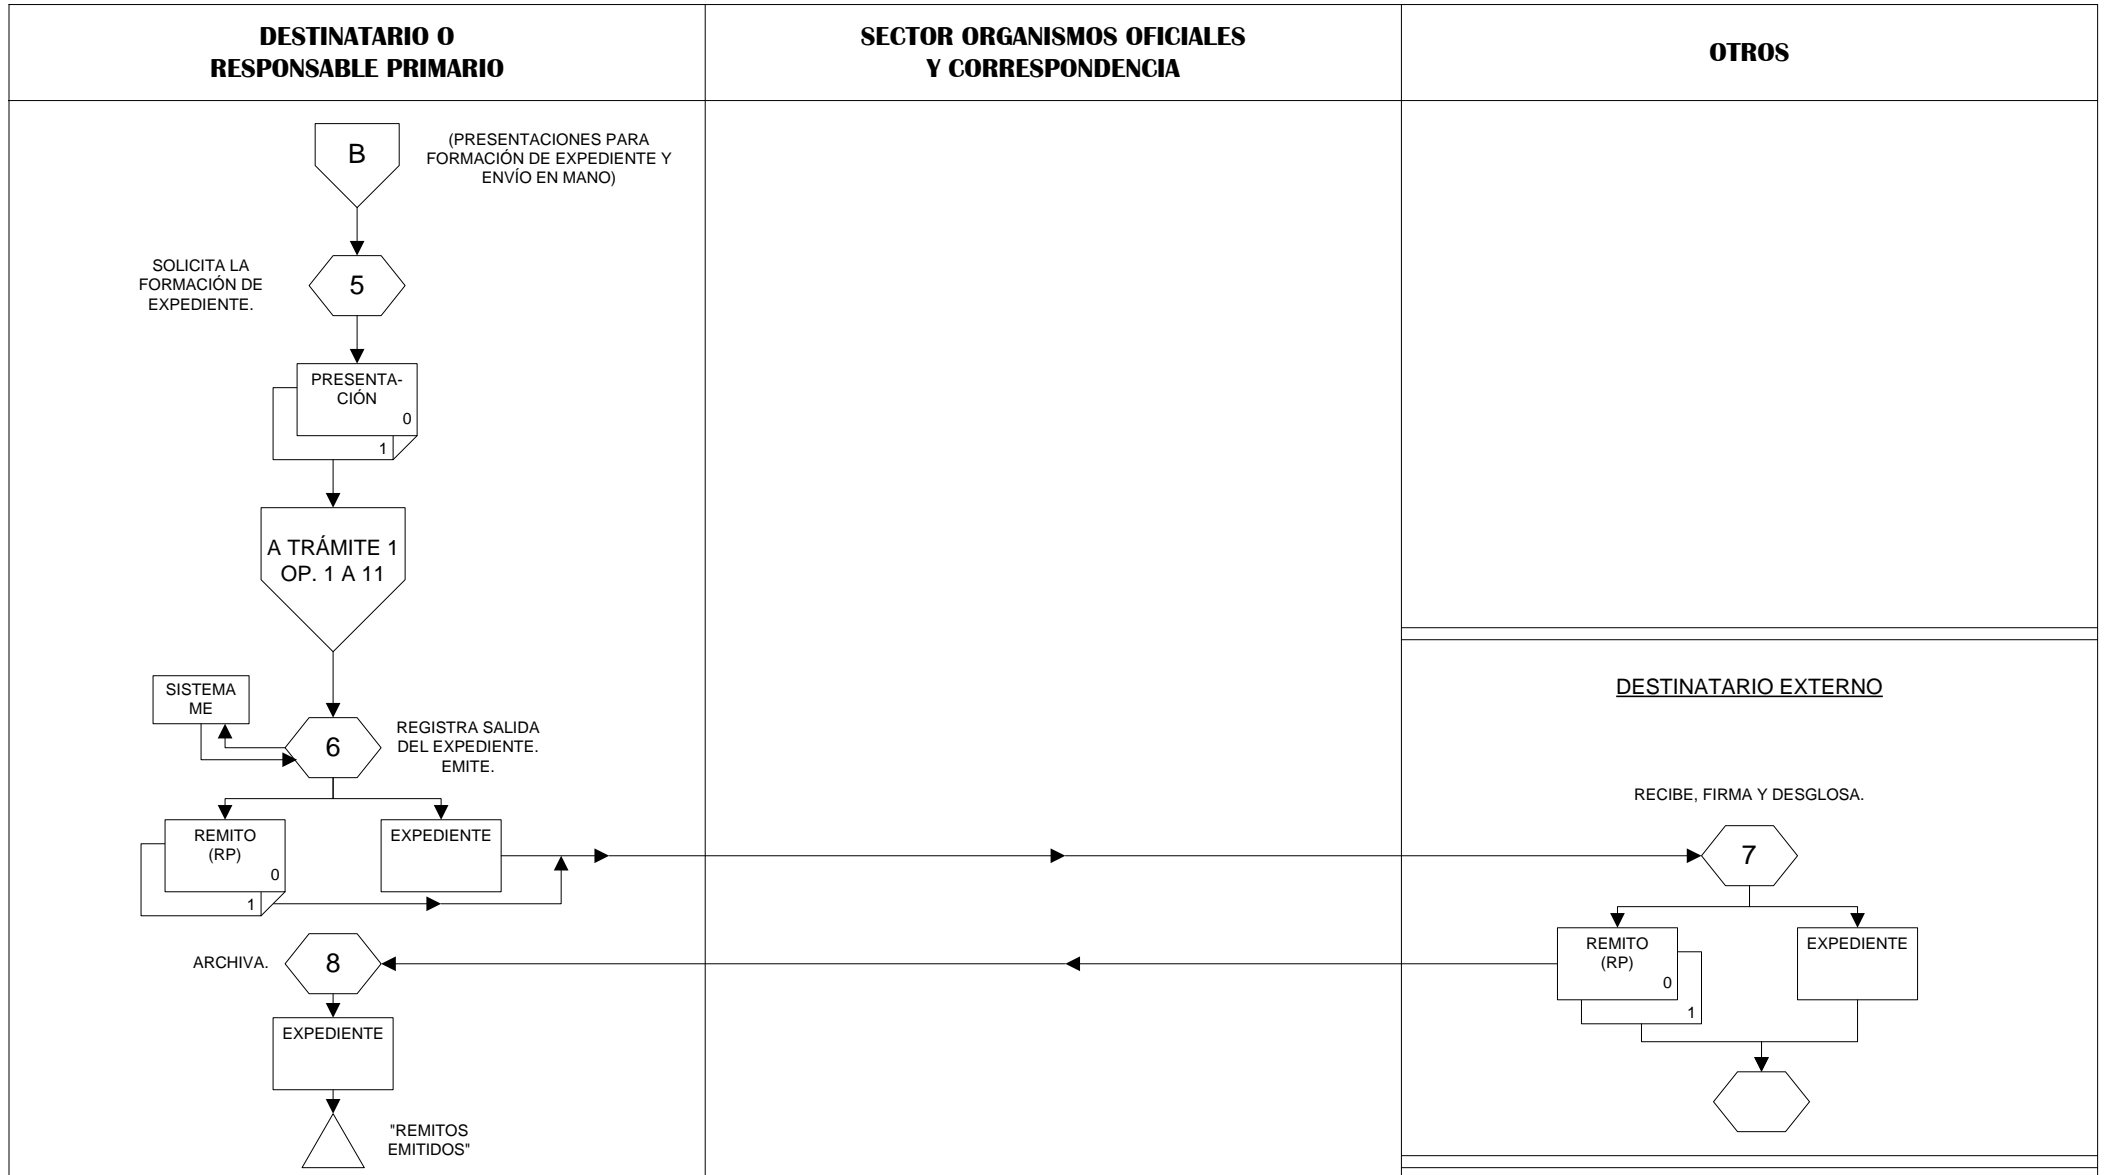 DESTINATARIO O
RESPONSABLE PRIMARIO
SECTOR ORGANISMOS OFICIALES
Y CORRESPONDENCIA
OTROS
B
(PRESENTACIONES PARA
FORMACIÓN DE EXPEDIENTE Y
ENVÍO EN MANO)
SOLICITA LA
FORMACIÓN DE
EXPEDIENTE.
5
PRESENTA-
CIÓN
0
1
A TRÁMITE 1
OP. 1 A 11
SISTEMA
ME
6
REGISTRA SALIDA
DEL EXPEDIENTE.
EMITE.
REMITO
(RP)
0
1
EXPEDIENTE
DESTINATARIO EXTERNO
RECIBE, FIRMA Y DESGLOSA.
7
REMITO
(RP)
0
1
EXPEDIENTE
ARCHIVA.
8
EXPEDIENTE
"REMITOS
EMITIDOS"